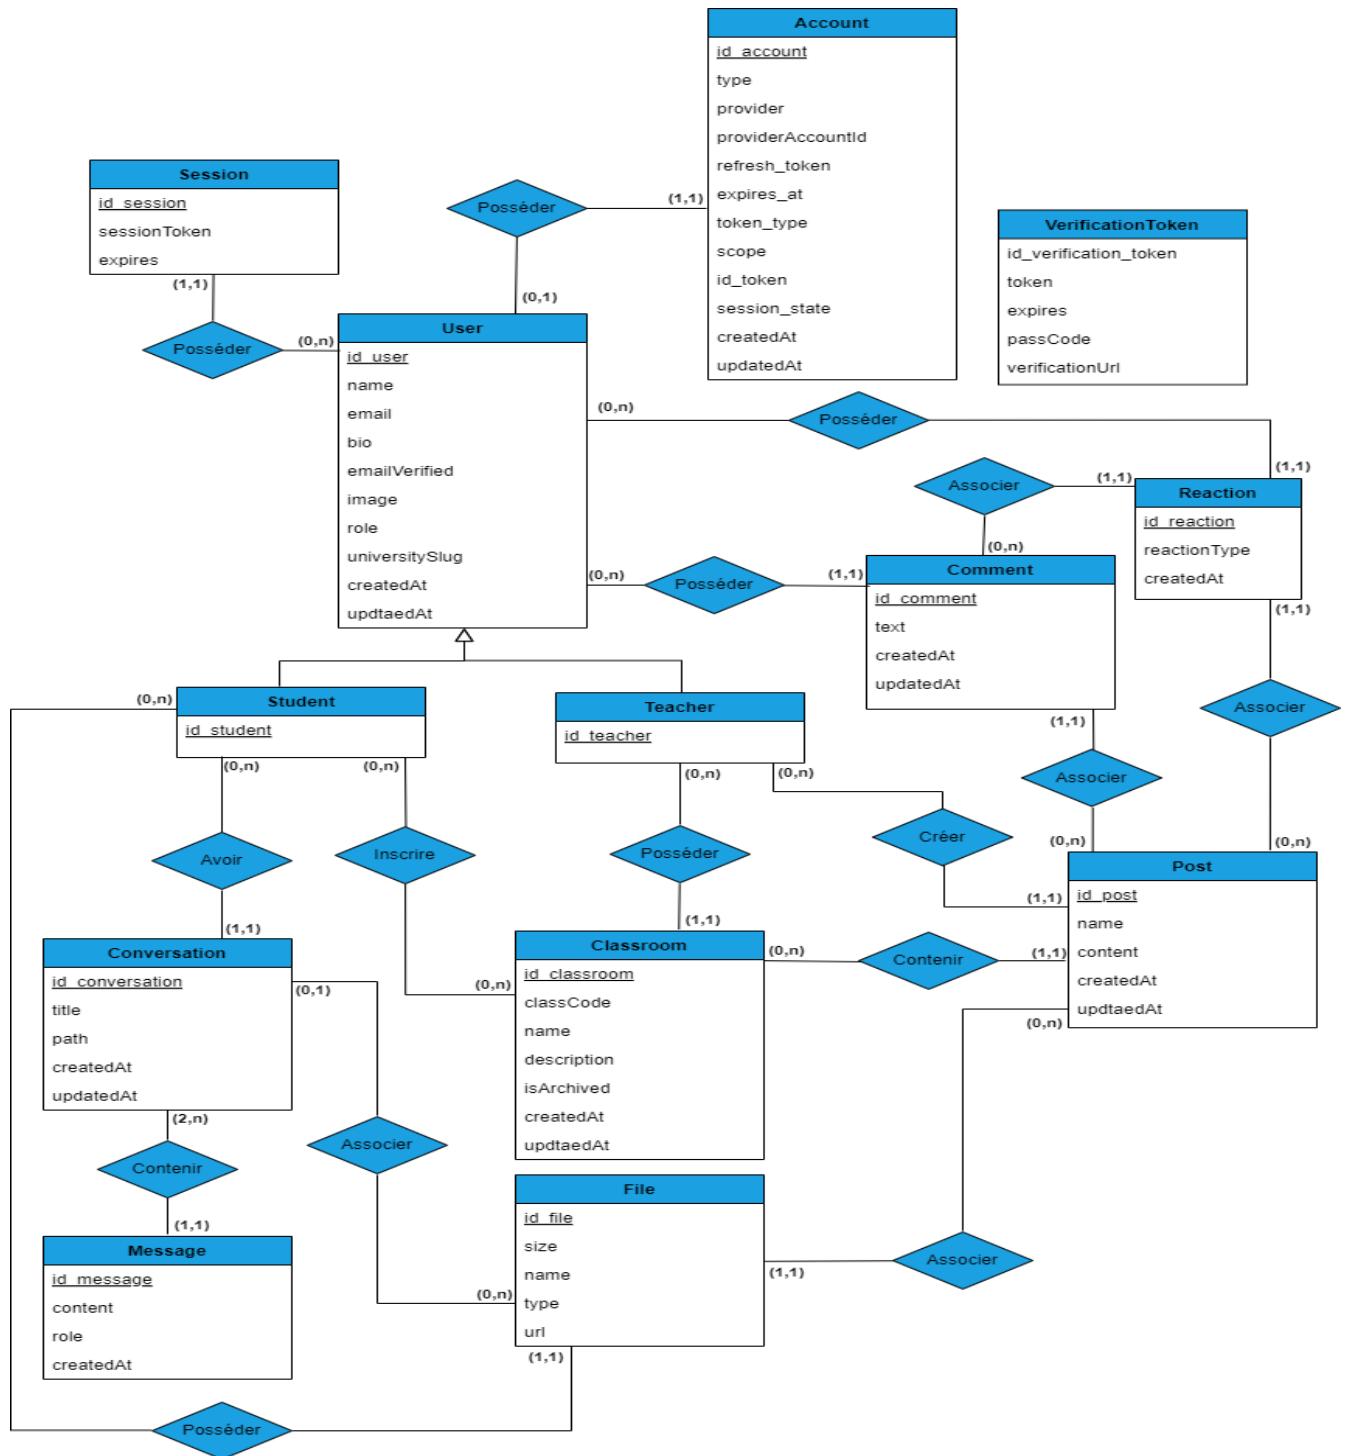 Account
id_account
type
provider
providerAccountId
refresh_token
expires_at
token_type
scope
id_token
session_state
createdAt
updatedAt
Session
id_session
sessionToken
expires
(1,1)
Posséder
(0,n)
Posséder
(1,1)
(0,1)
VerificationToken
id_verification_token
token
expires
passCode
verificationUrl
User
id_user
name
email
bio
emailVerified
image
role
universitySlug
createdAt
updtaedAt
(0,n)
Posséder
(1,1)
Associer
(1,1)
(0,n)
Reaction
id_reaction
reactionType
createdAt
(1,1)
(0,n)
Posséder
(1,1)
Comment
id_comment
text
createdAt
updatedAt
(1,1)
Associer
Associer
(0,n)
(0,n)
(0,n)
Student
id_student
(0,n)
(0,n)
Teacher
id_teacher
(0,n)
(0,n)
Avoir
Inscrire
Posséder
Créer
(1,1)
(1,1)
(1,1)
Post
id_post
name
content
createdAt
updtaedAt
(0,n)
Conversation
id_conversation
title
path
createdAt
updatedAt
(0,1)
(2,n)
(0,n)
Classroom
id_classroom
classCode
name
description
isArchived
createdAt
updtaedAt
(0,n)
Contenir
(1,1)
Associer
Contenir
(1,1)
Message
id_message
content
role
createdAt
(0,n)
File
id_file
size
name
type
url
(1,1)
Associer
(1,1)
Posséder